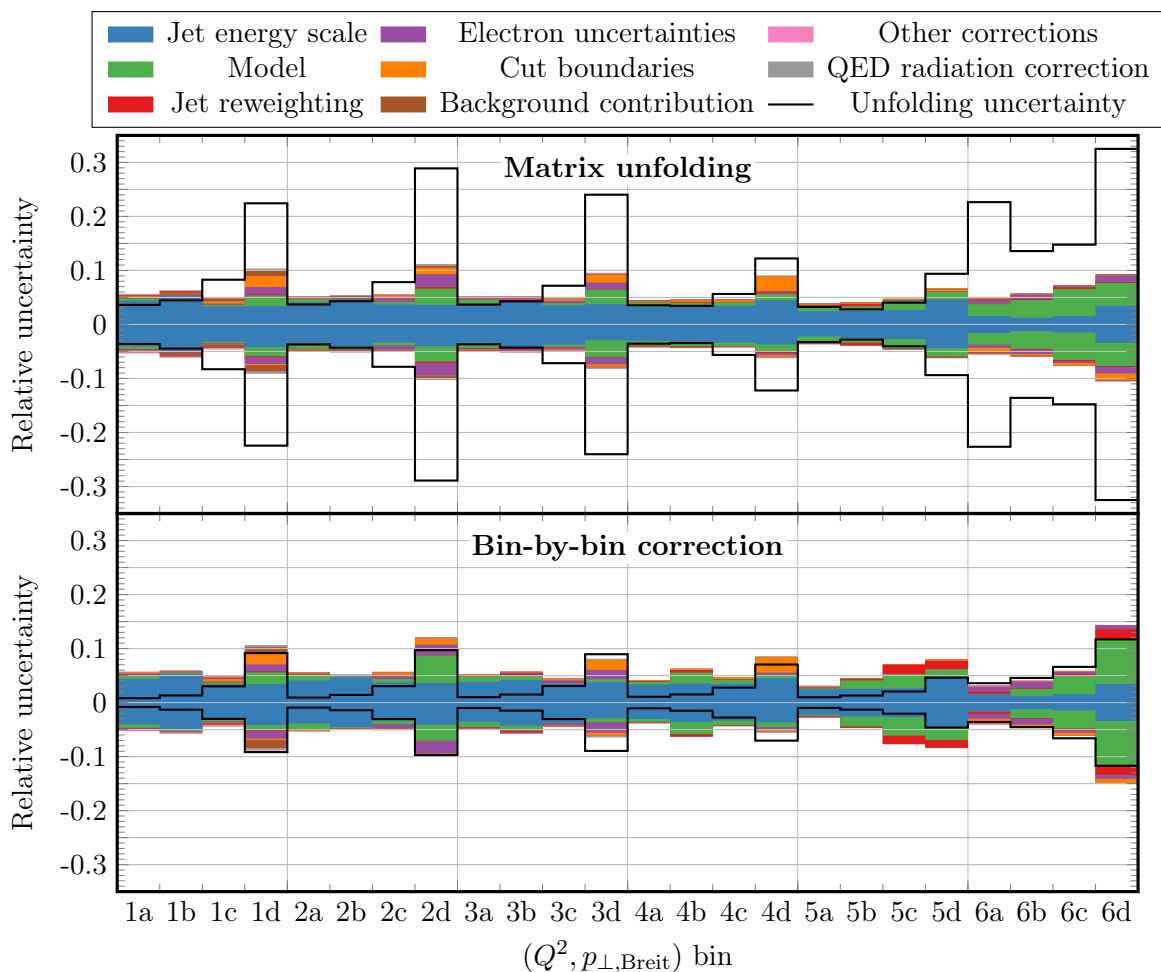 Jet energy scale Electron uncertainties Other corrections
Model Cut boundaries QED radiation correction
Jet reweighting Background contribution Unfolding uncertainty
Matrix unfolding
Relative uncertainty
0.3
0.2
0.1
0
-0.1
-0.2
-0.3
Bin-by-bin correction
Relative uncertainty
0.3
0.2
0.1
0
-0.1
-0.2
-0.3
1a 1b 1c 1d 2a 2b 2c 2d 3a 3b 3c 3d 4a 4b 4c 4d 5a 5b 5c 5d 6a 6b 6c 6d
(Q², p⊥,Breit) bin